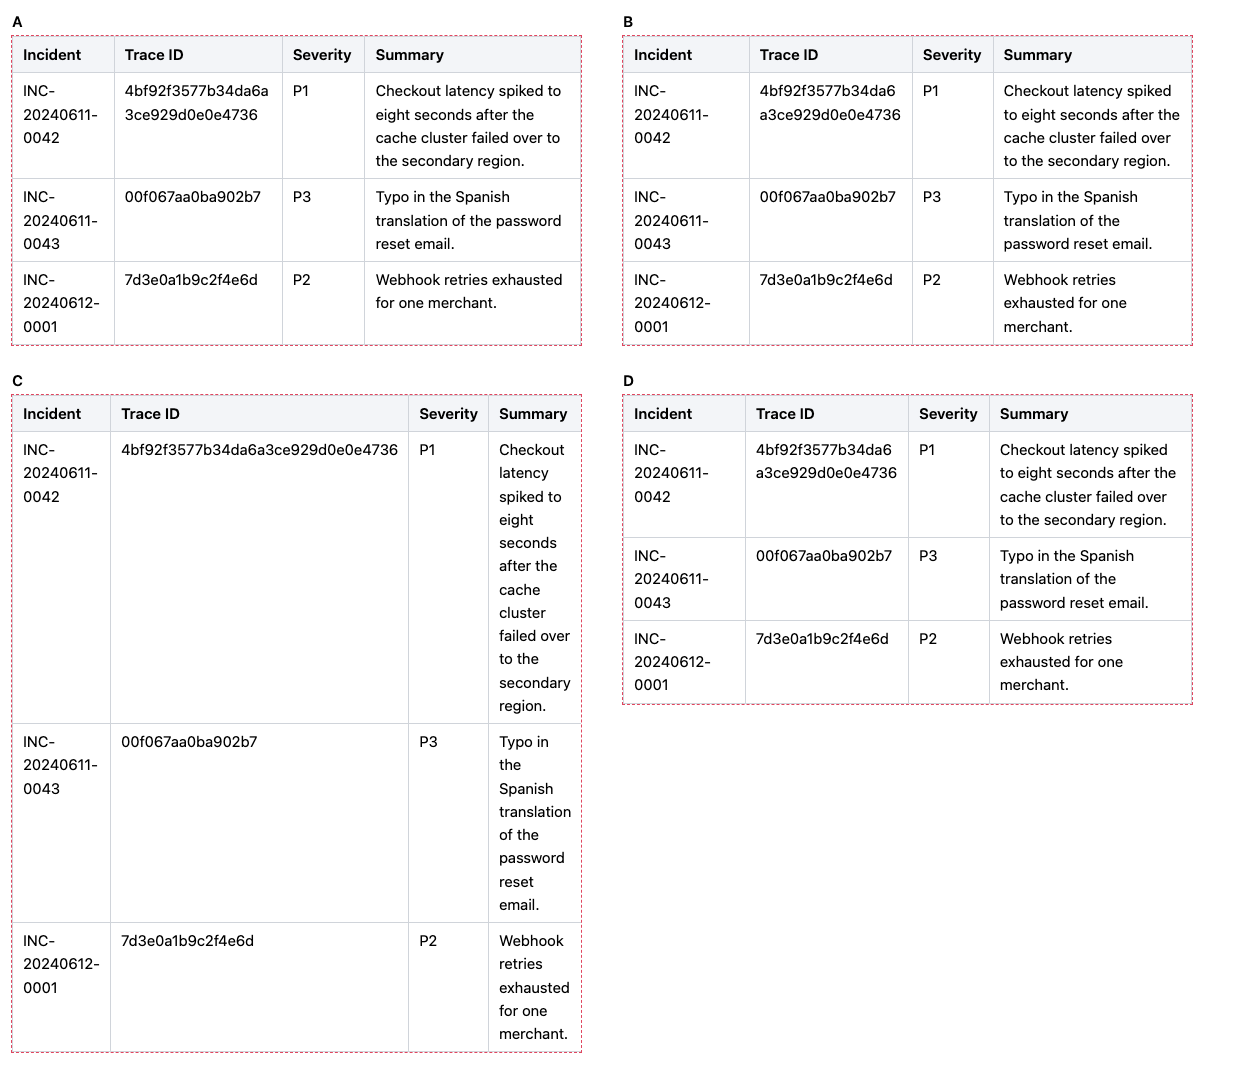 A
Incident Trace ID Severity Summary
INC-
20240611-
0042
4bf92f3577b34da6a
3ce929d0e0e4736
P1
Checkout latency spiked to
eight seconds after the
cache cluster failed over to
the secondary region.
INC-
20240611-
0043
00f067aa0ba902b7
P3
Typo in the Spanish
translation of the password
reset email.
INC-
20240612-
0001
7d3e0a1b9c2f4e6d
P2
Webhook retries exhausted
for one merchant.
B
Incident Trace ID Severity Summary
INC-
20240611-
0042
4bf92f3577b34da6
a3ce929d0e0e4736
P1
Checkout latency spiked
to eight seconds after the
cache cluster failed over
to the secondary region.
INC-
20240611-
0043
00f067aa0ba902b7
P3
Typo in the Spanish
translation of the
password reset email.
INC-
20240612-
0001
7d3e0a1b9c2f4e6d
P2
Webhook retries
exhausted for one
merchant.
C
Incident Trace ID Severity Summary
INC-
20240611-
0042
4bf92f3577b34da6a3ce929d0e0e4736
P1
Checkout
latency
spiked to
eight
seconds
after the
cache
cluster
failed over
to the
secondary
region.
INC-
20240611-
0043
00f067aa0ba902b7
P3
Typo in
the
Spanish
translation
of the
password
reset
email.
INC-
20240612-
0001
7d3e0a1b9c2f4e6d
P2
Webhook
retries
exhausted
for one
merchant.
D
Incident Trace ID Severity Summary
INC-
20240611-
0042
4bf92f3577b34da6
a3ce929d0e0e4736
P1
Checkout latency spiked
to eight seconds after the
cache cluster failed over
to the secondary region.
INC-
20240611-
0043
00f067aa0ba902b7
P3
Typo in the Spanish
translation of the
password reset email.
INC-
20240612-
0001
7d3e0a1b9c2f4e6d
P2
Webhook retries
exhausted for one
merchant.